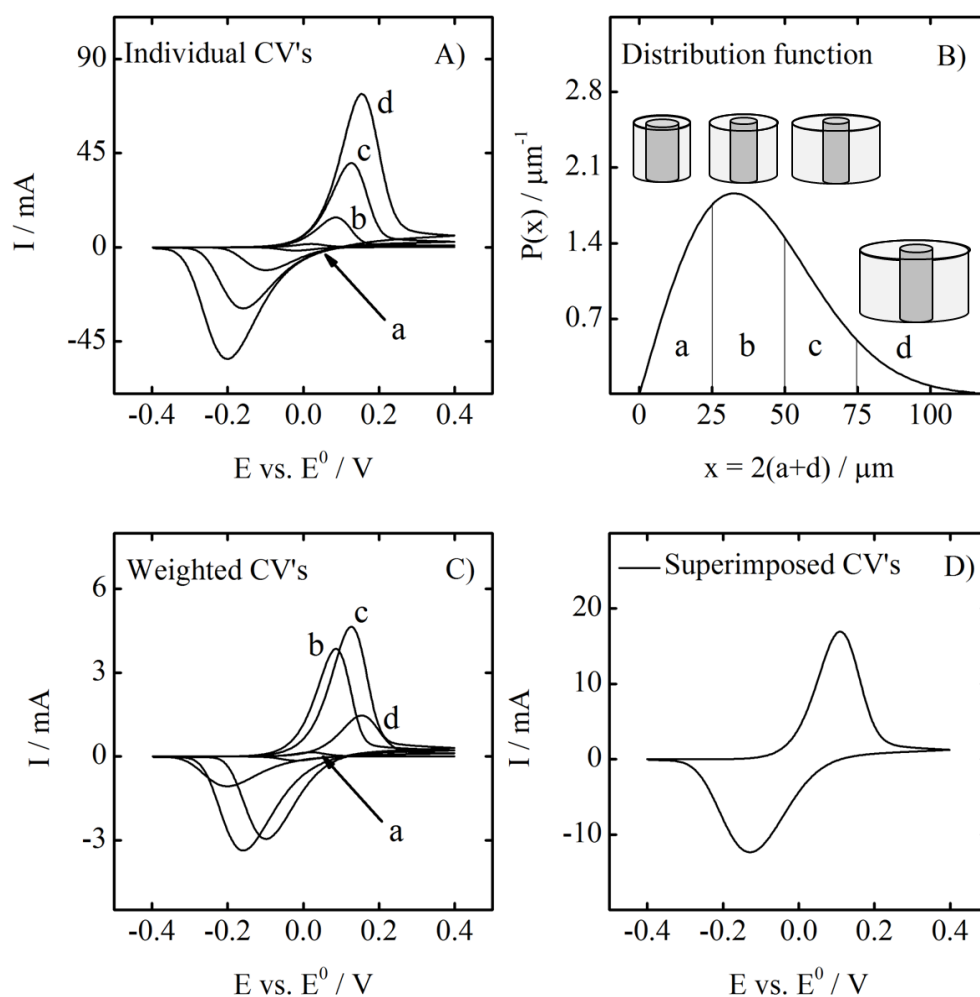 Individual CV's
A)
90
45
0
-45
I / mA
d
c
b
a
-0.4 -0.2 0.0 0.2 0.4
E vs. E⁰ / V
Distribution function
B)
2.8
2.1
1.4
0.7
P(x) / μm⁻¹
a b c d
0 25 50 75 100
x = 2(a+d) / μm
Weighted CV's
C)
6
3
0
-3
I / mA
c
b
d
a
-0.4 -0.2 0.0 0.2 0.4
E vs. E⁰ / V
Superimposed CV's
D)
20
10
0
-10
I / mA
-0.4 -0.2 0.0 0.2 0.4
E vs. E⁰ / V